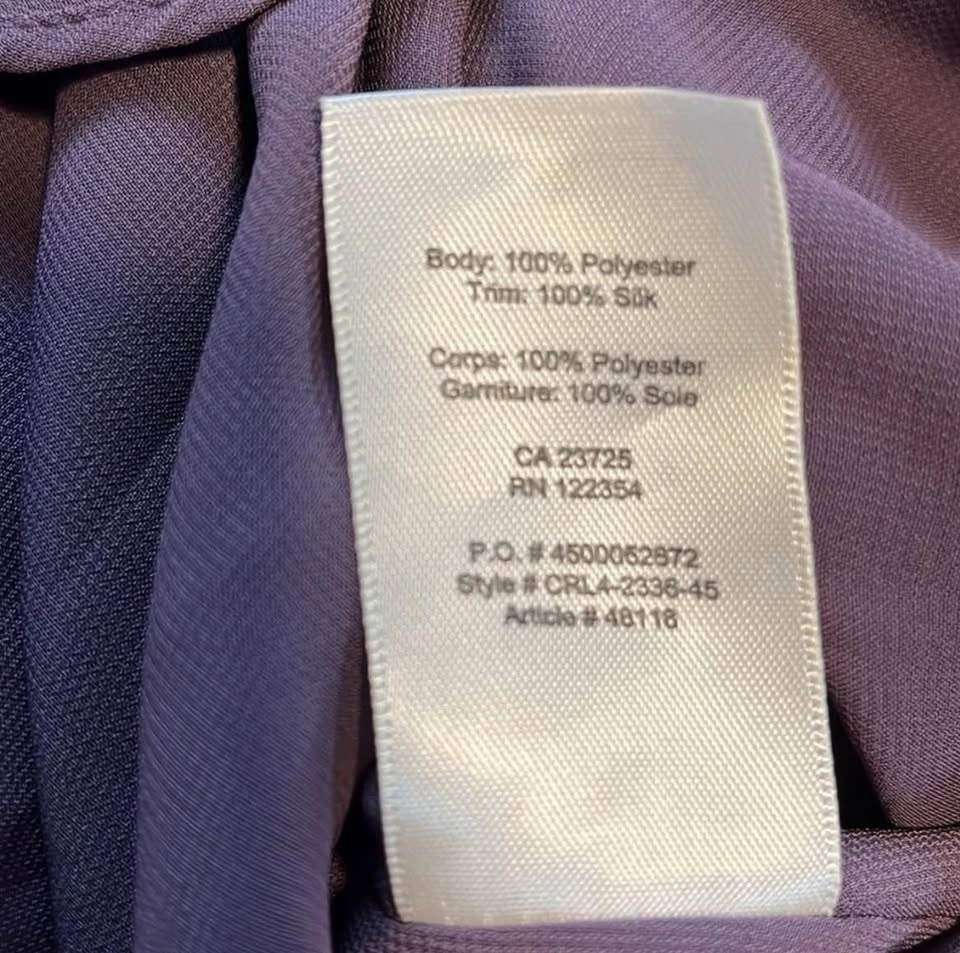 Body: 100% Polyester
Trim: 100% Silk
Corps: 100% Polyester
Garniture: 100% Soie
CA 23725
RN 122354
P.O. # 4500062872
Style # CRL4-2336-45
Article # 48118